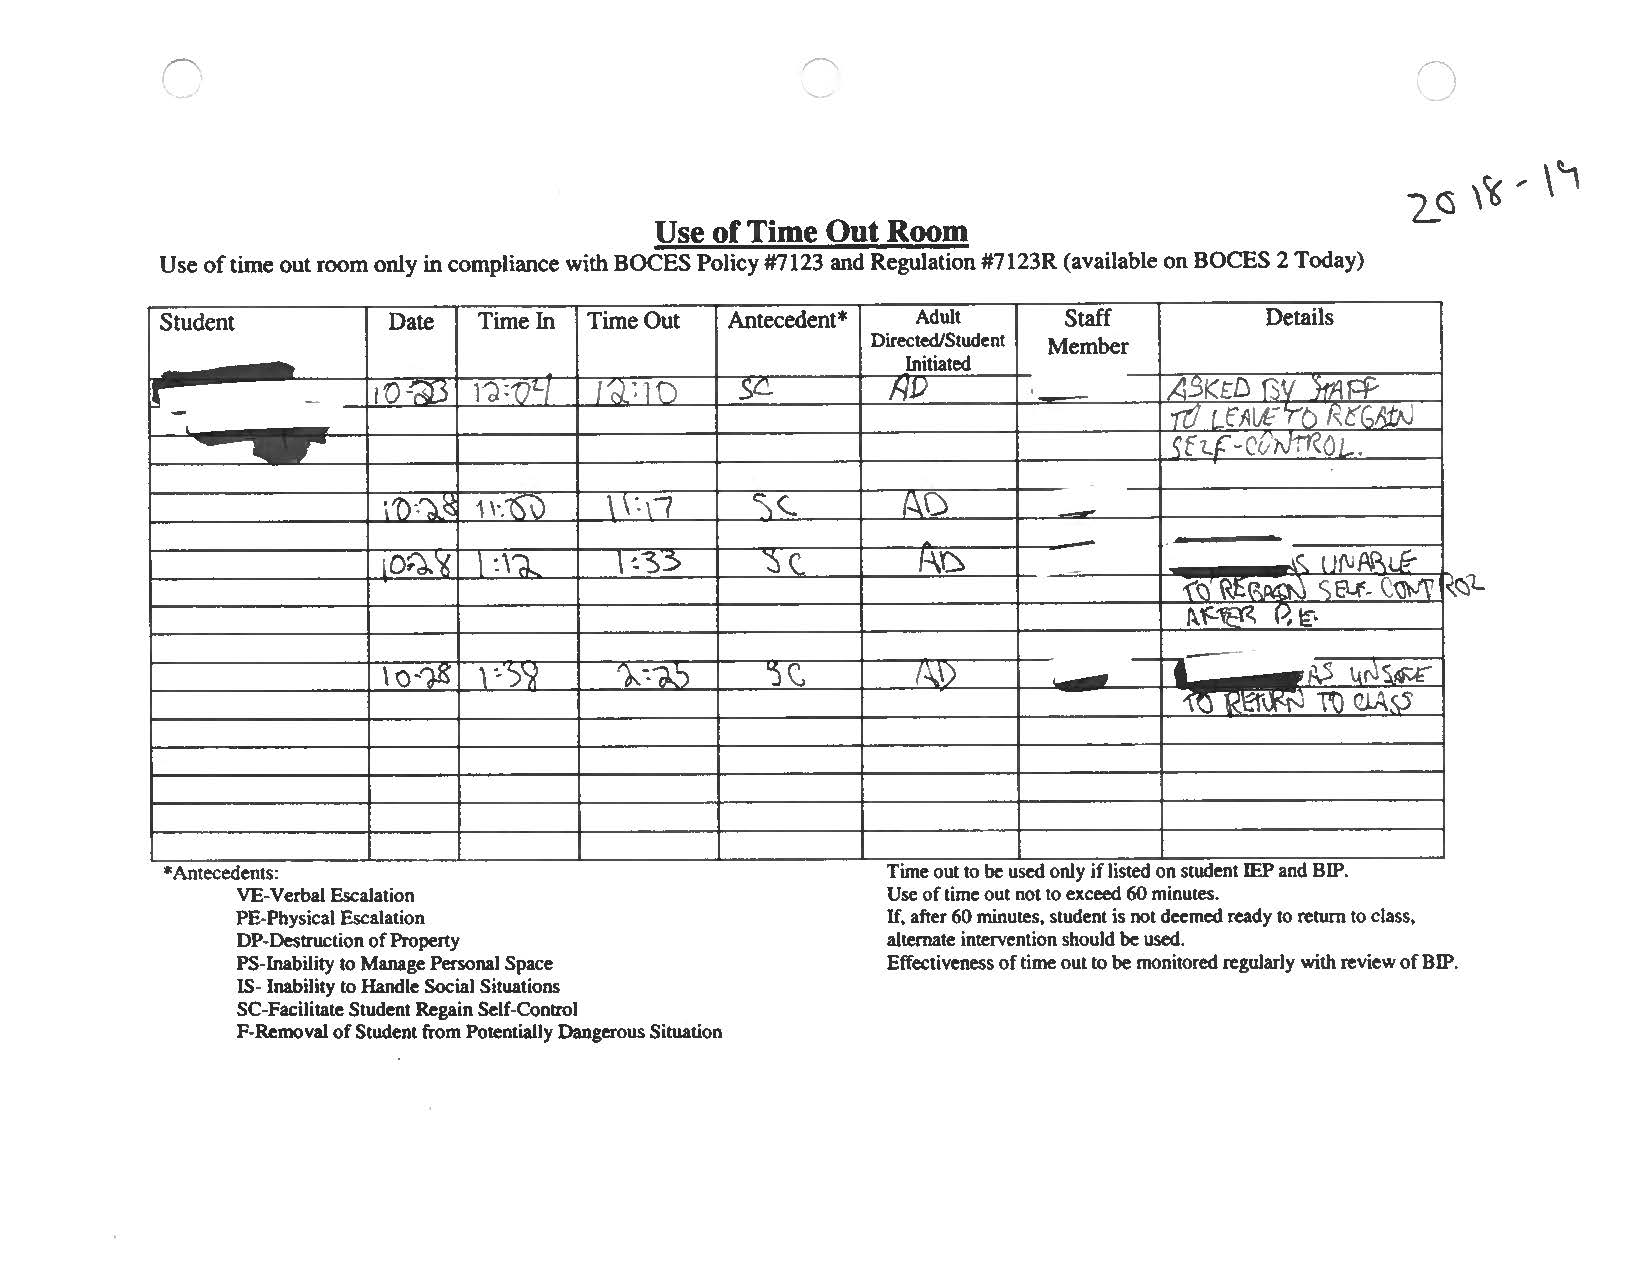 2018-19
Use of Time Out Room
Use of time out room only in compliance with BOCES Policy #7123 and Regulation #7123R (available on BOCES 2 Today)
Student Date Time In Time Out Antecedent* Adult Directed/Student Initiated Staff Member Details
10-23 12:04 12:10 SC AD ASKED BY STAFF
TO LEAVE TO REGAIN
SELF-CONTROL.
10-28 11:00 11:17 SC AD
10-28 1:12 1:33 SC AD IS UNABLE
TO REGAIN SELF-CONTROL
AFTER P.E.
10-28 1:38 2:25 SC AD AS UNSAFE
TO RETURN TO CLASS
*Antecedents:
VE-Verbal Escalation
PE-Physical Escalation
DP-Destruction of Property
PS-Inability to Manage Personal Space
IS- Inability to Handle Social Situations
SC-Facilitate Student Regain Self-Control
F-Removal of Student from Potentially Dangerous Situation
Time out to be used only if listed on student IEP and BIP.
Use of time out not to exceed 60 minutes.
If, after 60 minutes, student is not deemed ready to return to class,
alternate intervention should be used.
Effectiveness of time out to be monitored regularly with review of BIP.